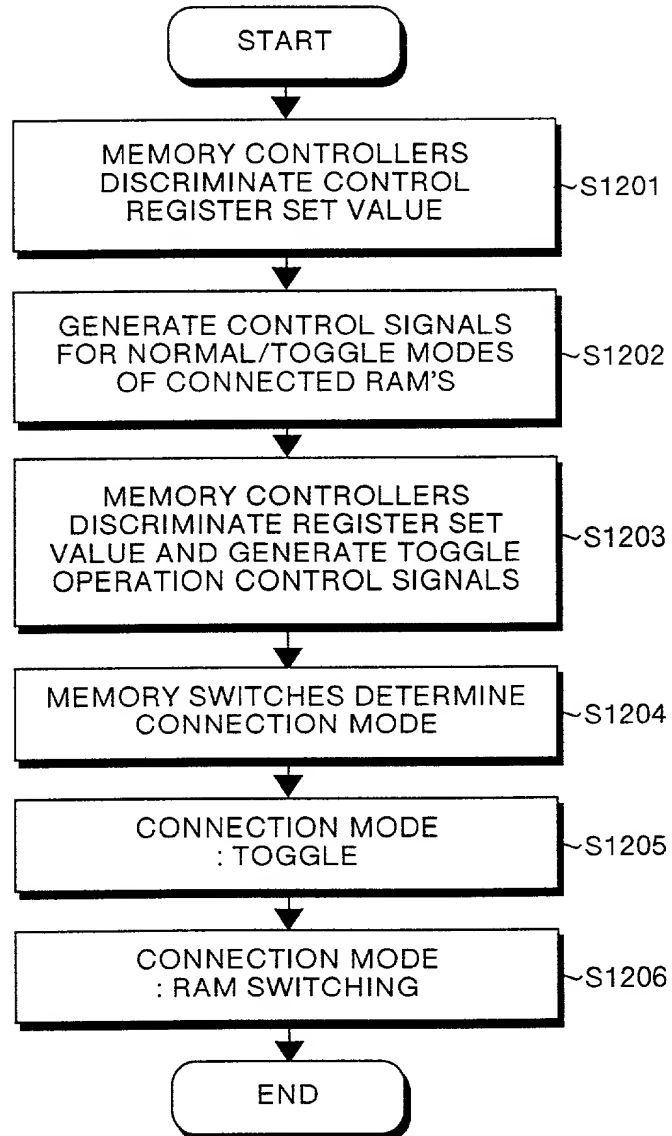 START
MEMORY CONTROLLERS
DISCRIMINATE CONTROL
REGISTER SET VALUE
S1201
GENERATE CONTROL SIGNALS
FOR NORMAL/TOGGLE MODES
OF CONNECTED RAM'S
S1202
MEMORY CONTROLLERS
DISCRIMINATE REGISTER SET
VALUE AND GENERATE TOGGLE
OPERATION CONTROL SIGNALS
S1203
MEMORY SWITCHES DETERMINE
CONNECTION MODE
S1204
CONNECTION MODE
: TOGGLE
S1205
CONNECTION MODE
: RAM SWITCHING
S1206
END